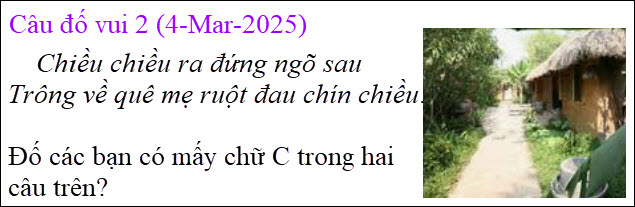 Câu đố vui 2 (4-Mar-2025)
Chiều chiều ra đứng ngõ sau
Trông về quê mẹ ruột đau chín chiều.
Đố các bạn có mấy chữ C trong hai
câu trên?